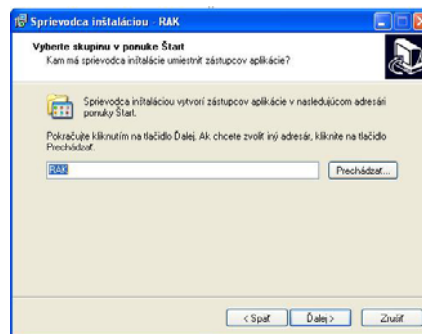 Sprievodca inštaláciou - RAK
Vyberte skupinu v ponuke Štart
Kam má sprievodca inštalácie umiestniť zástupcov aplikácie?
Sprievodca inštaláciou vytvorí zástupcov aplikácie v nasledujúcom adresári
ponuky Štart.
Pokračujte kliknutím na tlačidlo Ďalej. Ak chcete zvoliť iný adresár, kliknite na tlačidlo
Prechádzať.
RAK
Prechádzať...
< Späť
Ďalej >
Zrušiť